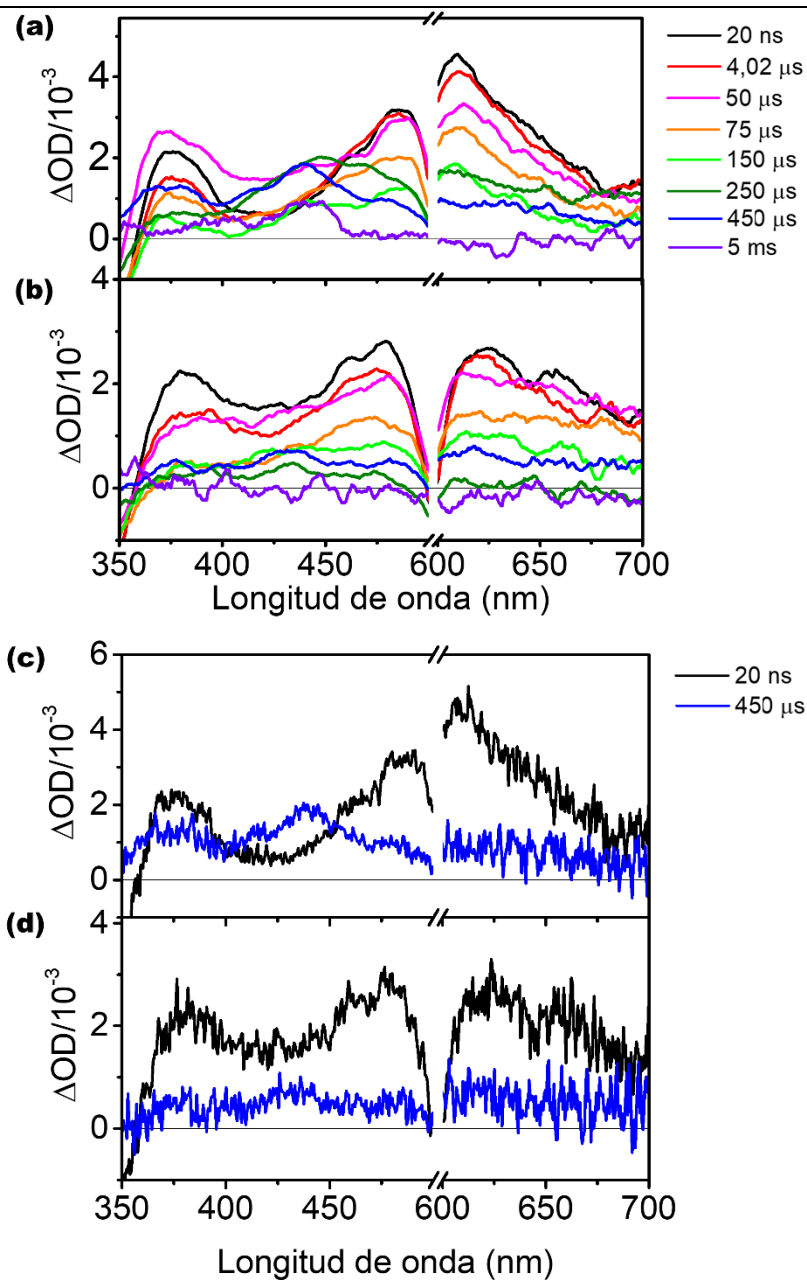 (a)
20 ns
4,02 μs
50 μs
75 μs
150 μs
250 μs
450 μs
5 ms
ΔOD/10⁻³
4
2
0
(b)
4
2
0
ΔOD/10⁻³
350 400 450 600 650 700
Longitud de onda (nm)
(c)
20 ns
450 μs
6
4
2
0
ΔOD/10⁻³
(d)
4
2
0
ΔOD/10⁻³
350 400 450 600 650 700
Longitud de onda (nm)